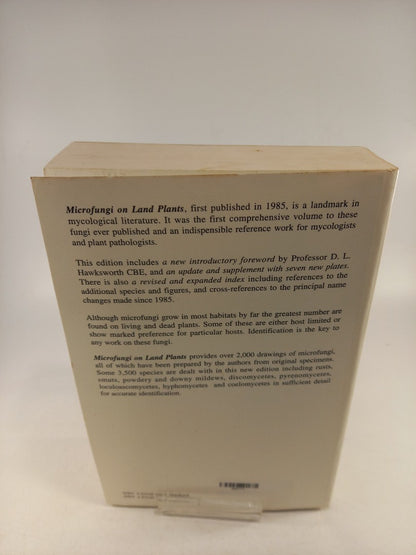 Microfungi on Land Plants, first published in 1985, is a landmark in
mycological literature. It was the first comprehensive volume to these
fungi ever published and an indispensible reference work for mycologists
and plant pathologists.
This edition includes a new introductory foreword by Professor D. L.
Hawksworth CBE, and an update and supplement with seven new plates.
There is also a revised and expanded index including references to the
additional species and figures, and cross-references to the principal name
changes made since 1985.
Although microfungi grow in most habitats by far the greatest number are
found on living and dead plants. Some of these are either host limited or
show marked preference for particular hosts. Identification is the key to
any work on these fungi.
Microfungi on Land Plants provides over 2,000 drawings of microfungi,
all of which have been prepared by the authors from original specimens.
Some 3,500 species are dealt with in this new edition including rusts,
smuts, powdery and downy mildews, discomycetes, pyrenomycetes,
loculoascomycetes, hyphomycetes and coelomycetes in sufficient detail
for accurate identification.